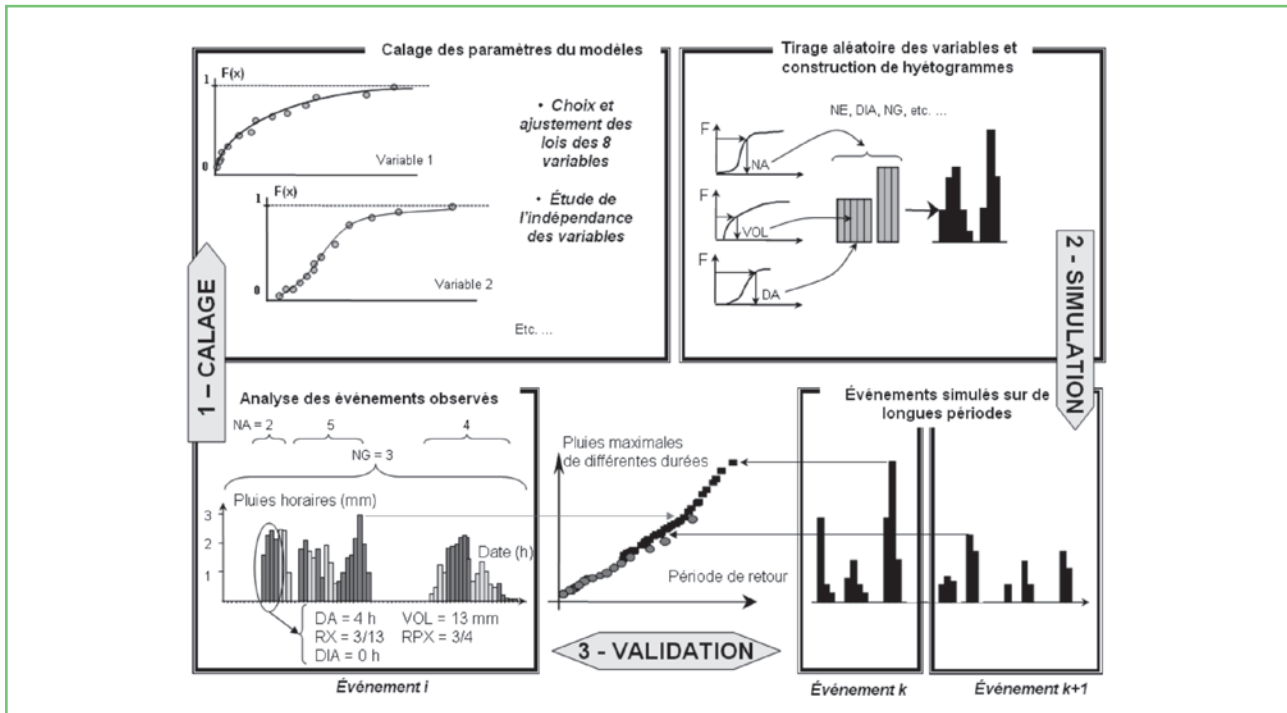 Calage des paramètres du modèles
1
F(x)
0
Variable 1
1
F(x)
0
Variable 2
• Choix et
ajustement des
lois des 8
variables
• Étude de
l'indépendance
des variables
Etc. ...
1 – CALAGE
Tirage aléatoire des variables et
construction de hyétogrammes
NE, DIA, NG, etc. ...
F
NA
F
VOL
F
DA
2 - SIMULATION
Analyse des événements observés
NA = 2
5
4
NG = 3
Pluies horaires (mm)
3
2
1
Date (h)
DA = 4 h VOL = 13 mm
RX = 3/13 RPX = 3/4
DIA = 0 h
Événement i
Pluies maximales
de différentes durées
Période de retour
3 - VALIDATION
Événements simulés sur de
longues périodes
Événement k
Événement k+1